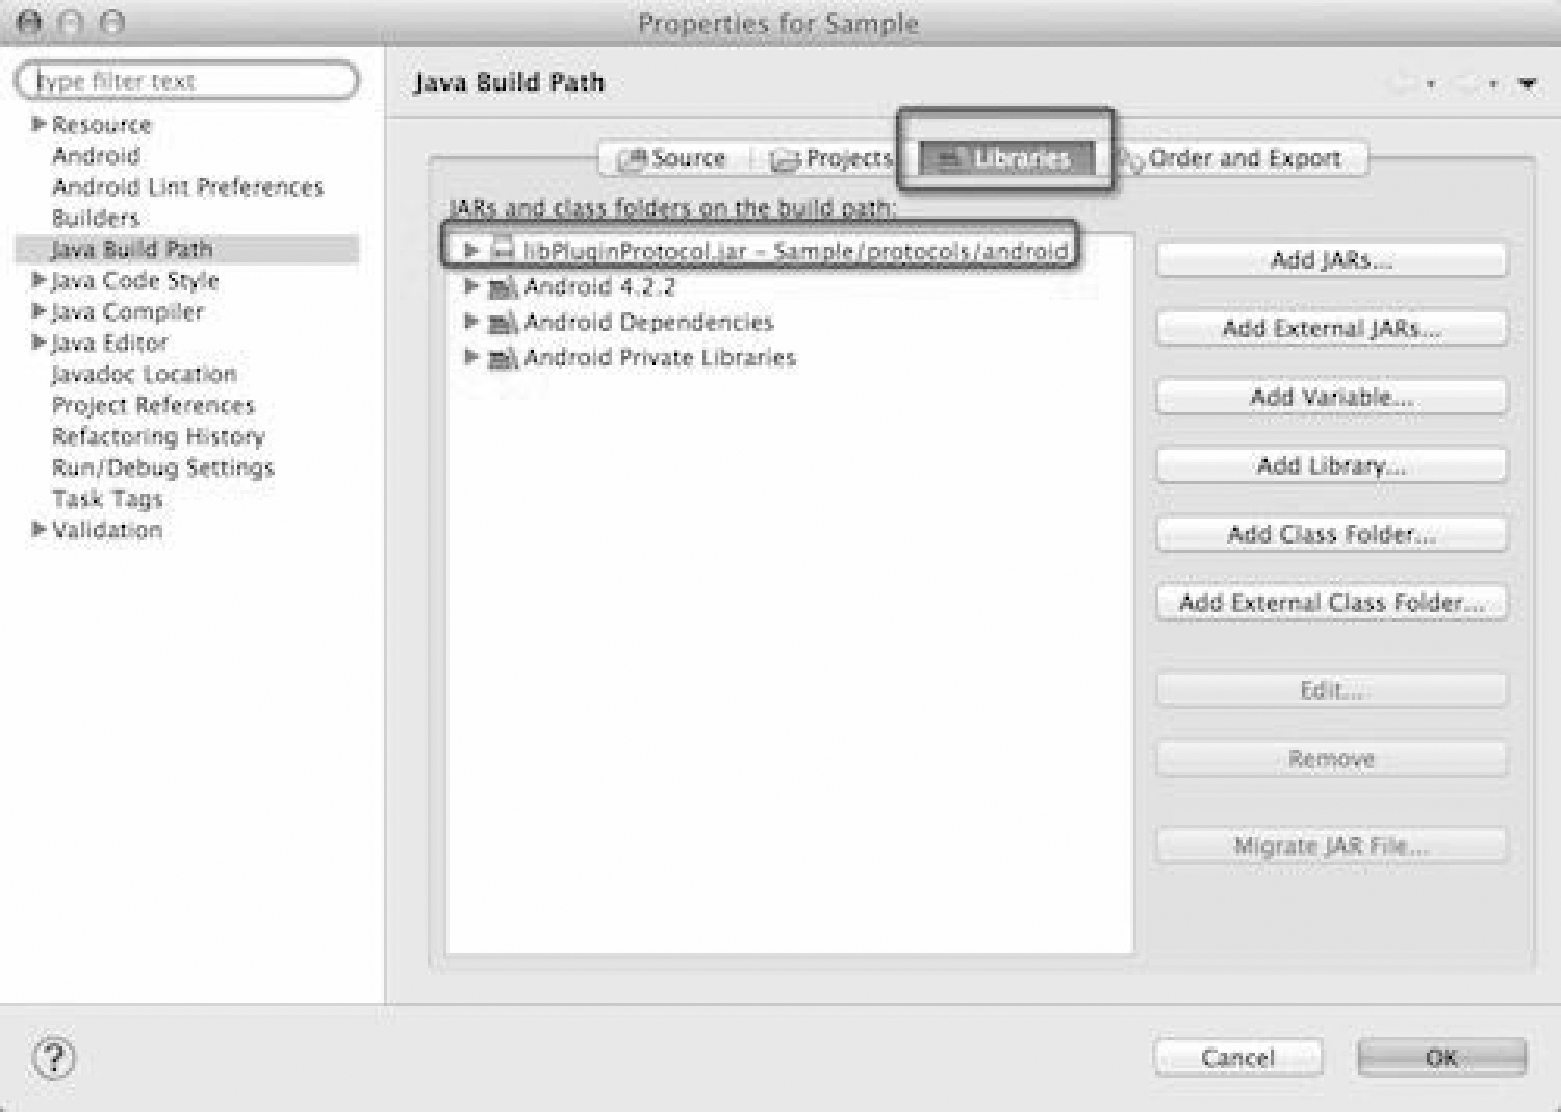 Properties for Sample
type filter text
Resource
Android
Android Lint Preferences
Builders
Java Build Path
Java Code Style
Java Compiler
Java Editor
Javadoc Location
Project References
Refactoring History
Run/Debug Settings
Task Tags
Validation
Java Build Path
Source Projects Libraries Order and Export
JARs and class folders on the build path:
libPluginProtocol.jar - Sample/protocols/android
Android 4.2.2
Android Dependencies
Android Private Libraries
Add JARs...
Add External JARs...
Add Variable...
Add Library...
Add Class Folder...
Add External Class Folder...
Edit...
Remove
Migrate JAR File...
?
Cancel OK